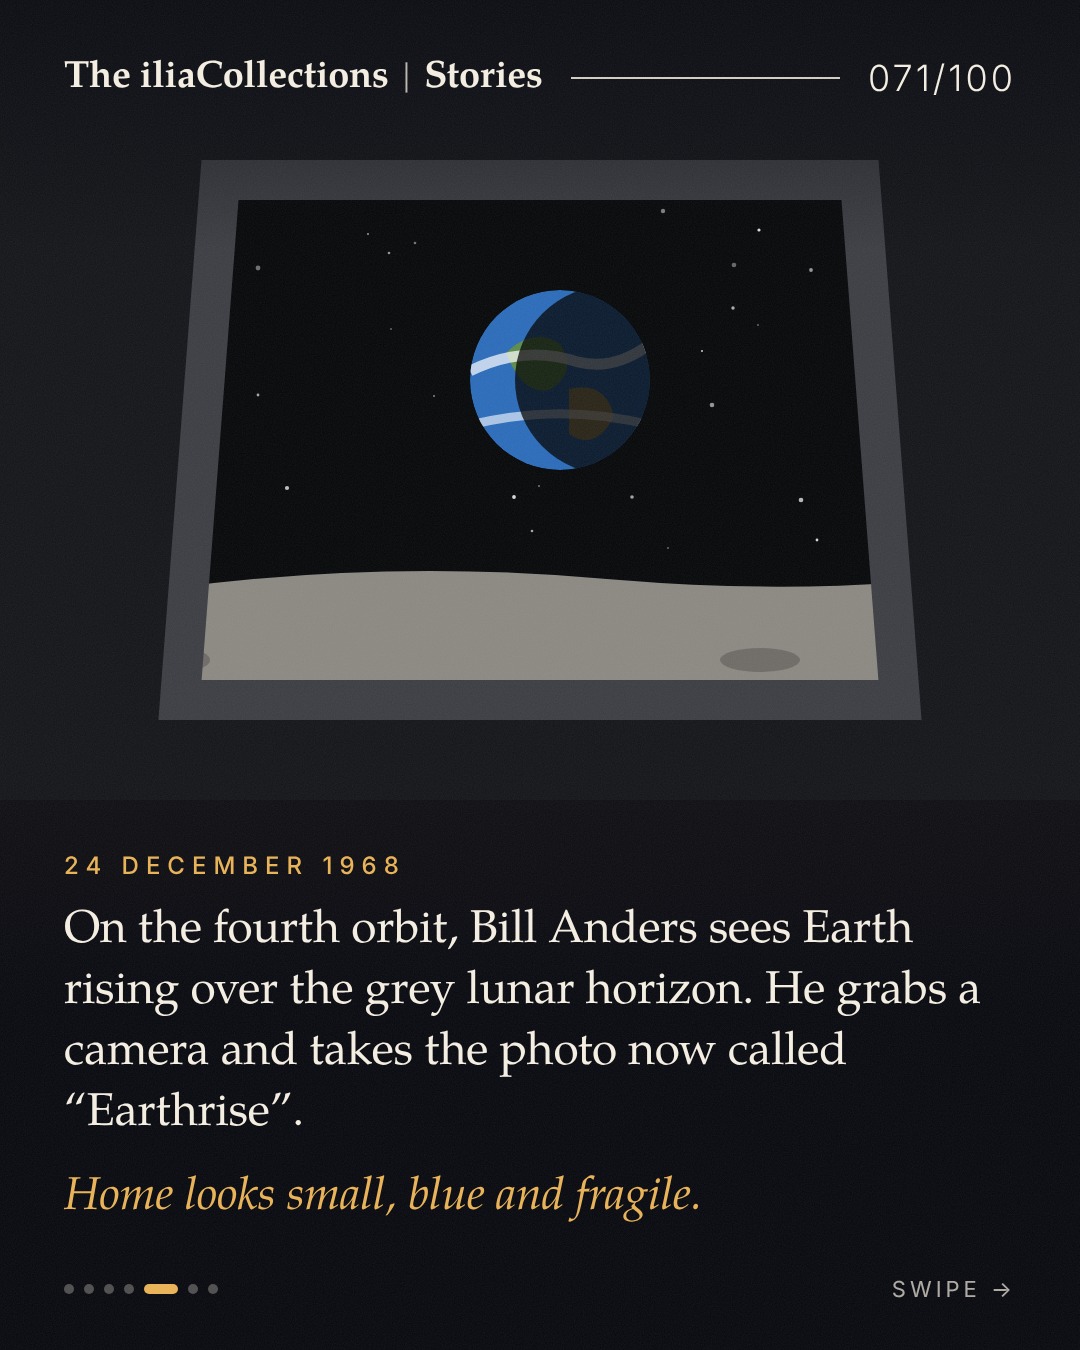 The iliaCollections | Stories 071/100
24 DECEMBER 1968
On the fourth orbit, Bill Anders sees Earth
rising over the grey lunar horizon. He grabs a
camera and takes the photo now called
“Earthrise”.
Home looks small, blue and fragile.
SWIPE →